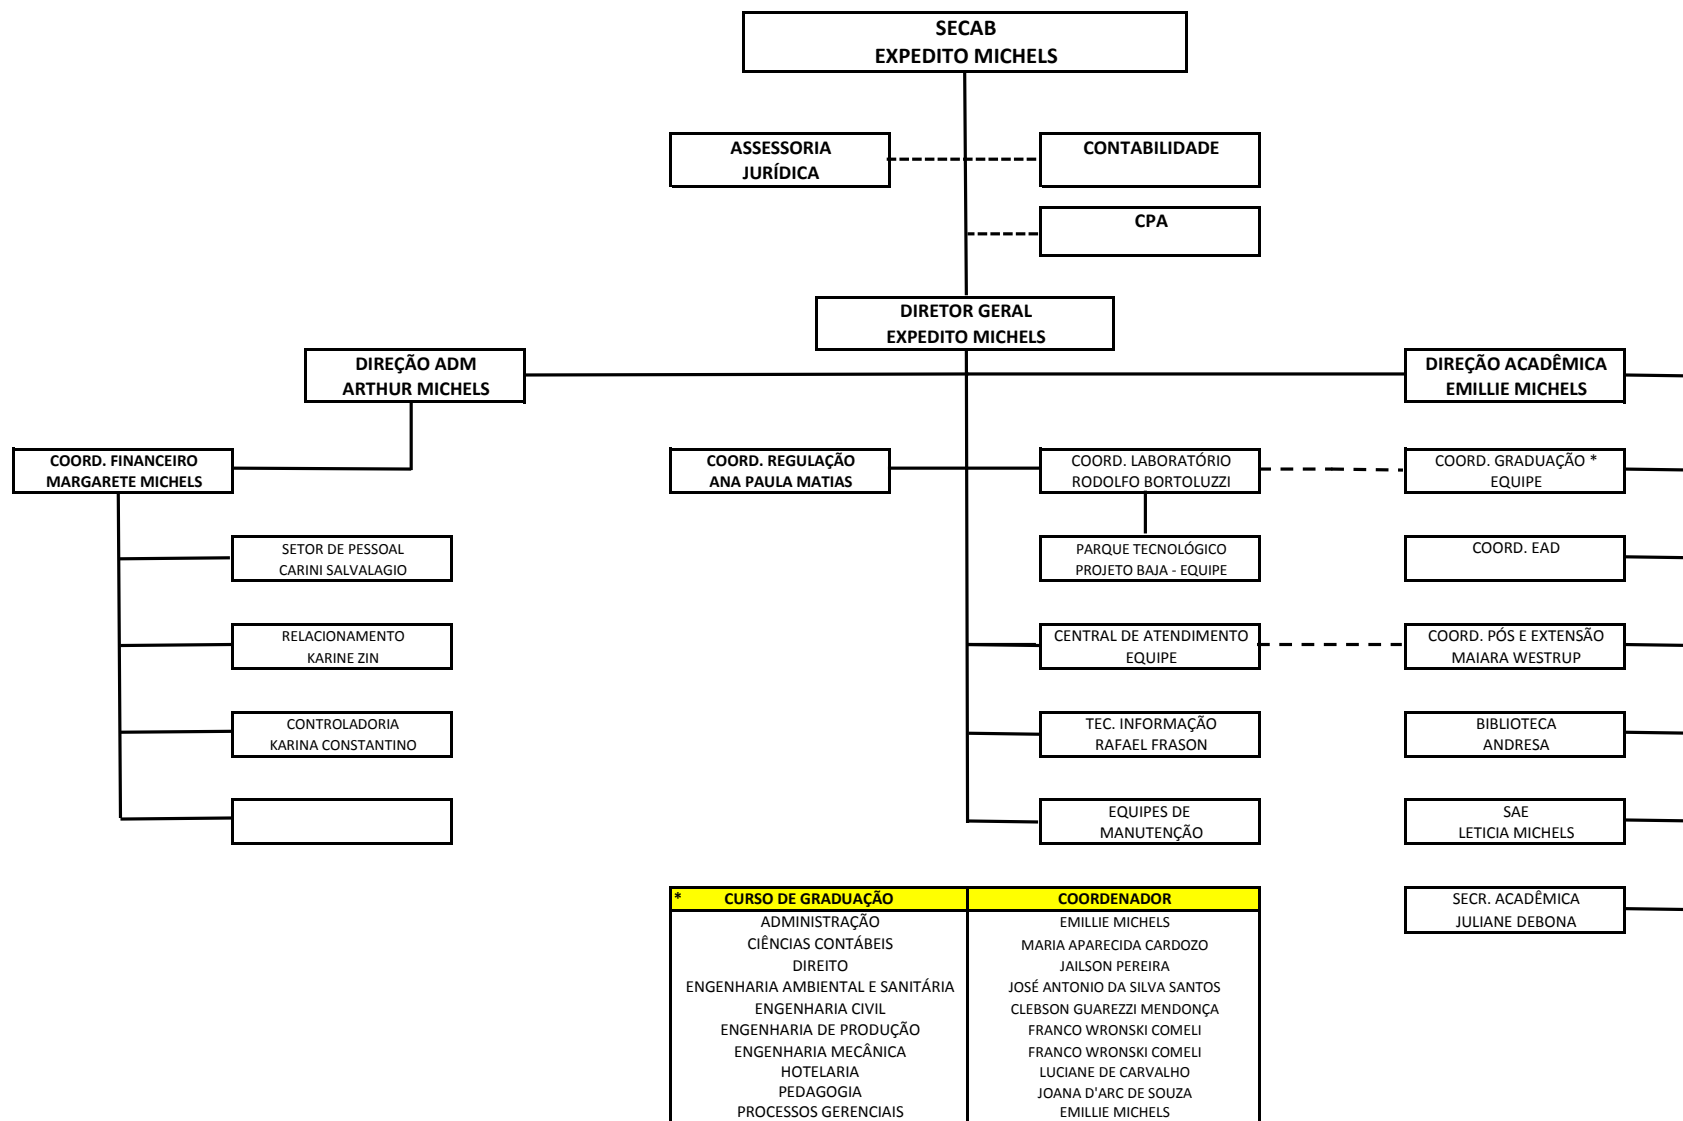 SECAB
EXPEDITO MICHELS
ASSESSORIA
JURÍDICA
CONTABILIDADE
CPA
DIRETOR GERAL
EXPEDITO MICHELS
DIREÇÃO ADM
ARTHUR MICHELS
DIREÇÃO ACADÊMICA
EMILLIE MICHELS
COORD. FINANCEIRO
MARGARETE MICHELS
COORD. REGULAÇÃO
ANA PAULA MATIAS
COORD. LABORATÓRIO
RODOLFO BORTOLUZZI
COORD. GRADUAÇÃO *
EQUIPE
SETOR DE PESSOAL
CARINI SALVALAGIO
PARQUE TECNOLÓGICO
PROJETO BAJA - EQUIPE
COORD. EAD
RELACIONAMENTO
KARINE ZIN
CENTRAL DE ATENDIMENTO
EQUIPE
COORD. PÓS E EXTENSÃO
MAIARA WESTRUP
CONTROLADORIA
KARINA CONSTANTINO
TEC. INFORMAÇÃO
RAFAEL FRASON
BIBLIOTECA
ANDRESA
EQUIPES DE
MANUTENÇÃO
SAE
LETICIA MICHELS
SECR. ACADÊMICA
JULIANE DEBONA
* CURSO DE GRADUAÇÃO COORDENADOR
ADMINISTRAÇÃO EMILLIE MICHELS
CIÊNCIAS CONTÁBEIS MARIA APARECIDA CARDOZO
DIREITO JAILSON PEREIRA
ENGENHARIA AMBIENTAL E SANITÁRIA JOSÉ ANTONIO DA SILVA SANTOS
ENGENHARIA CIVIL CLEBSON GUAREZZI MENDONÇA
ENGENHARIA DE PRODUÇÃO FRANCO WRONSKI COMELI
ENGENHARIA MECÂNICA FRANCO WRONSKI COMELI
HOTELARIA LUCIANE DE CARVALHO
PEDAGOGIA JOANA D'ARC DE SOUZA
PROCESSOS GERENCIAIS EMILLIE MICHELS